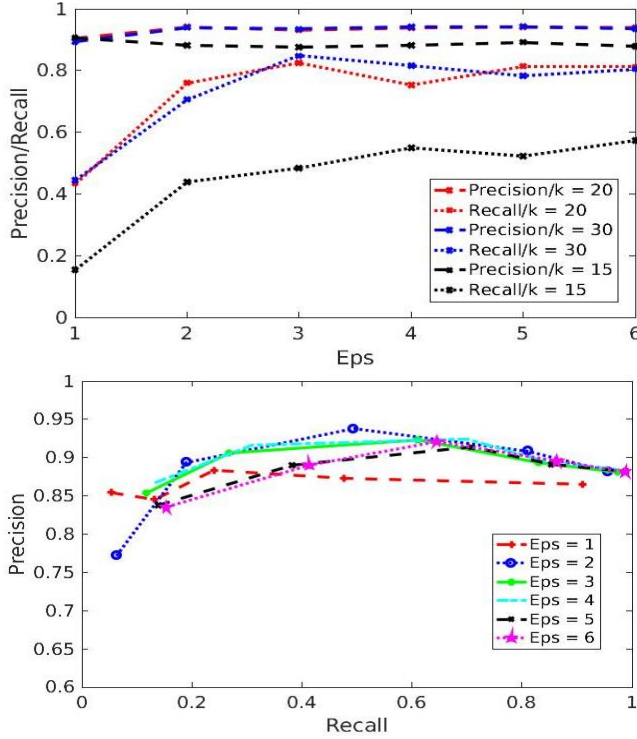 1
0.8
0.6
0.4
0.2
0
Precision/Recall
Precision/k = 20
Recall/k = 20
Precision/k = 30
Recall/k = 30
Precision/k = 15
Recall/k = 15
1 2 3 4 5 6
Eps
1
0.95
0.9
0.85
0.8
0.75
0.7
0.65
0.6
Precision
Eps = 1
Eps = 2
Eps = 3
Eps = 4
Eps = 5
Eps = 6
0 0.2 0.4 0.6 0.8 1
Recall